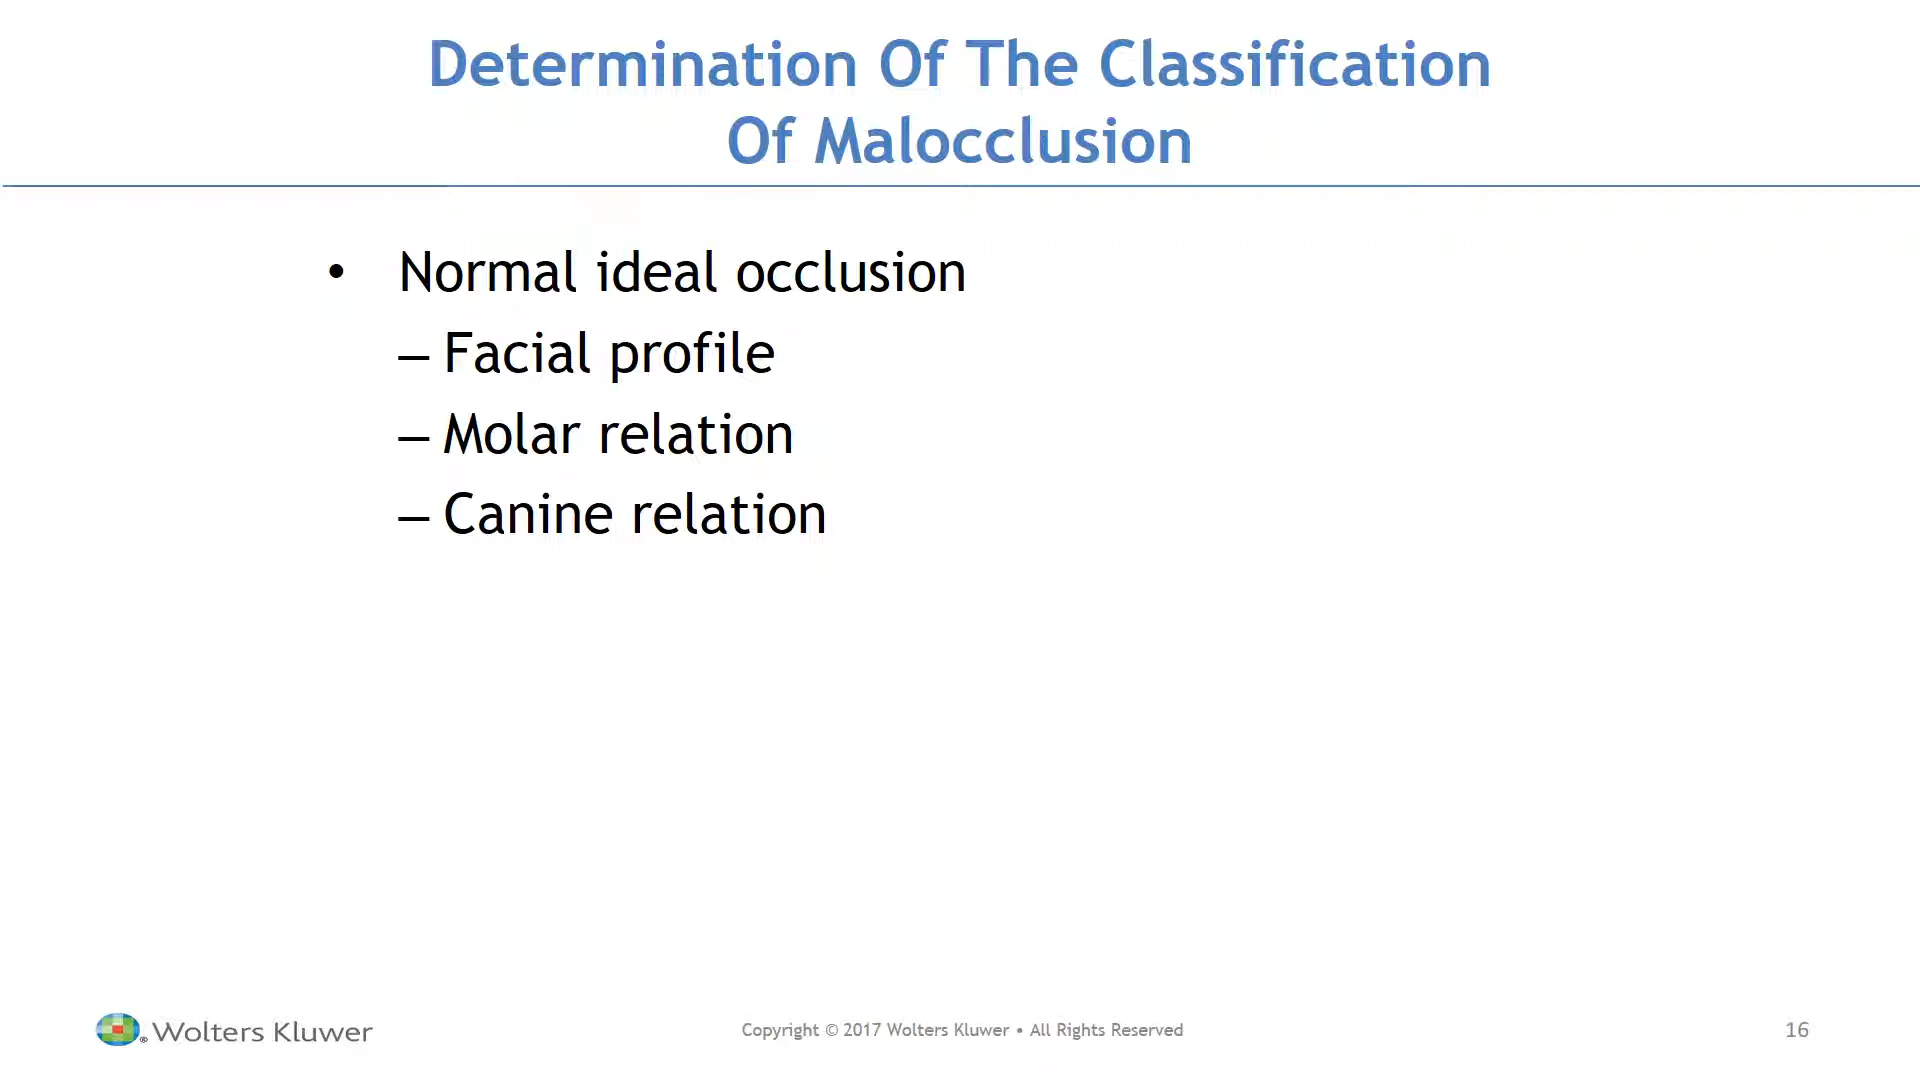 Determination Of The Classification
Of Malocclusion
• Normal ideal occlusion
– Facial profile
– Molar relation
– Canine relation
Wolters Kluwer
Copyright © 2017 Wolters Kluwer • All Rights Reserved
16